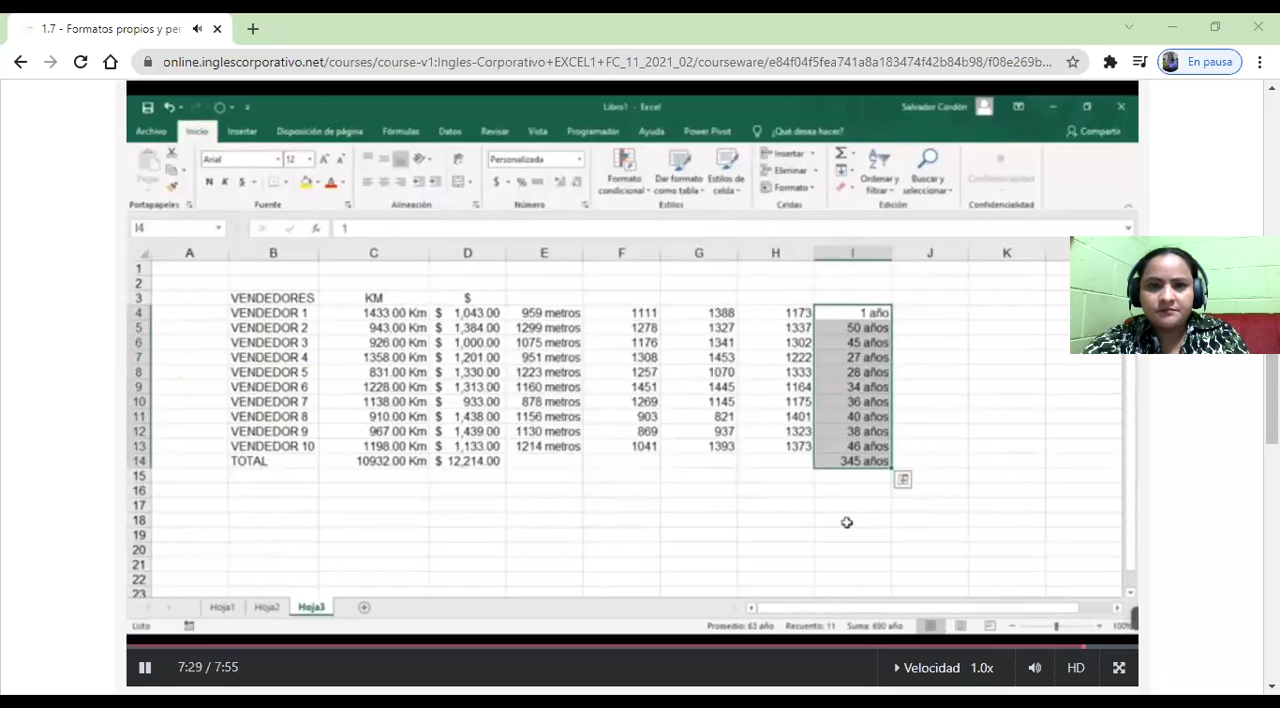 1.7 - Formatos propios y per
online.inglescorporativo.net/courses/course-v1:Ingles-Corporativo+EXCEL1+FC_11_2021_02/courseware/e84f04f5fea741a8a183474f42b84b98/f08e269b...
En pausa
Libro1 - Excel
Salvador Cordón
Archivo Inicio Insertar Disposición de página Fórmulas Datos Revisar Vista Programador Ayuda Power Pivot ¿Qué desea hacer? Compartir
Arial 12 Personalizada Insertar
Eliminar
Formato
N K S $ % 000
Pegar Formato condicional Dar formato como tabla Estilos de celda Ordenar y filtrar Buscar y seleccionar Confidencialidad
Portapapeles Fuente Alineación Número Estilos Celdas Edición Confidencialidad
I4 fx 1
A B C D E F G H I J K
1
2
3 VENDEDORES KM $
4 VENDEDOR 1 1433.00 Km $ 1,043.00 959 metros 1111 1388 1173 1 año
5 VENDEDOR 2 943.00 Km $ 1,384.00 1299 metros 1278 1327 1337 50 años
6 VENDEDOR 3 926.00 Km $ 1,000.00 1075 metros 1176 1341 1302 45 años
7 VENDEDOR 4 1358.00 Km $ 1,201.00 951 metros 1308 1453 1222 27 años
8 VENDEDOR 5 831.00 Km $ 1,330.00 1223 metros 1257 1070 1333 28 años
9 VENDEDOR 6 1228.00 Km $ 1,313.00 1160 metros 1451 1445 1164 34 años
10 VENDEDOR 7 1138.00 Km $ 933.00 878 metros 1269 1145 1175 36 años
11 VENDEDOR 8 910.00 Km $ 1,438.00 1156 metros 903 821 1401 40 años
12 VENDEDOR 9 967.00 Km $ 1,439.00 1130 metros 869 937 1323 38 años
13 VENDEDOR 10 1198.00 Km $ 1,133.00 1214 metros 1041 1393 1373 46 años
14 TOTAL 10932.00 Km $ 12,214.00 345 años
15
16
17
18
19
20
21
22
23
Hoja1 Hoja2 Hoja3
Listo Promedio: 63 año Recuento: 11 Suma: 690 año 100%
7:29 / 7:55 Velocidad 1.0x HD